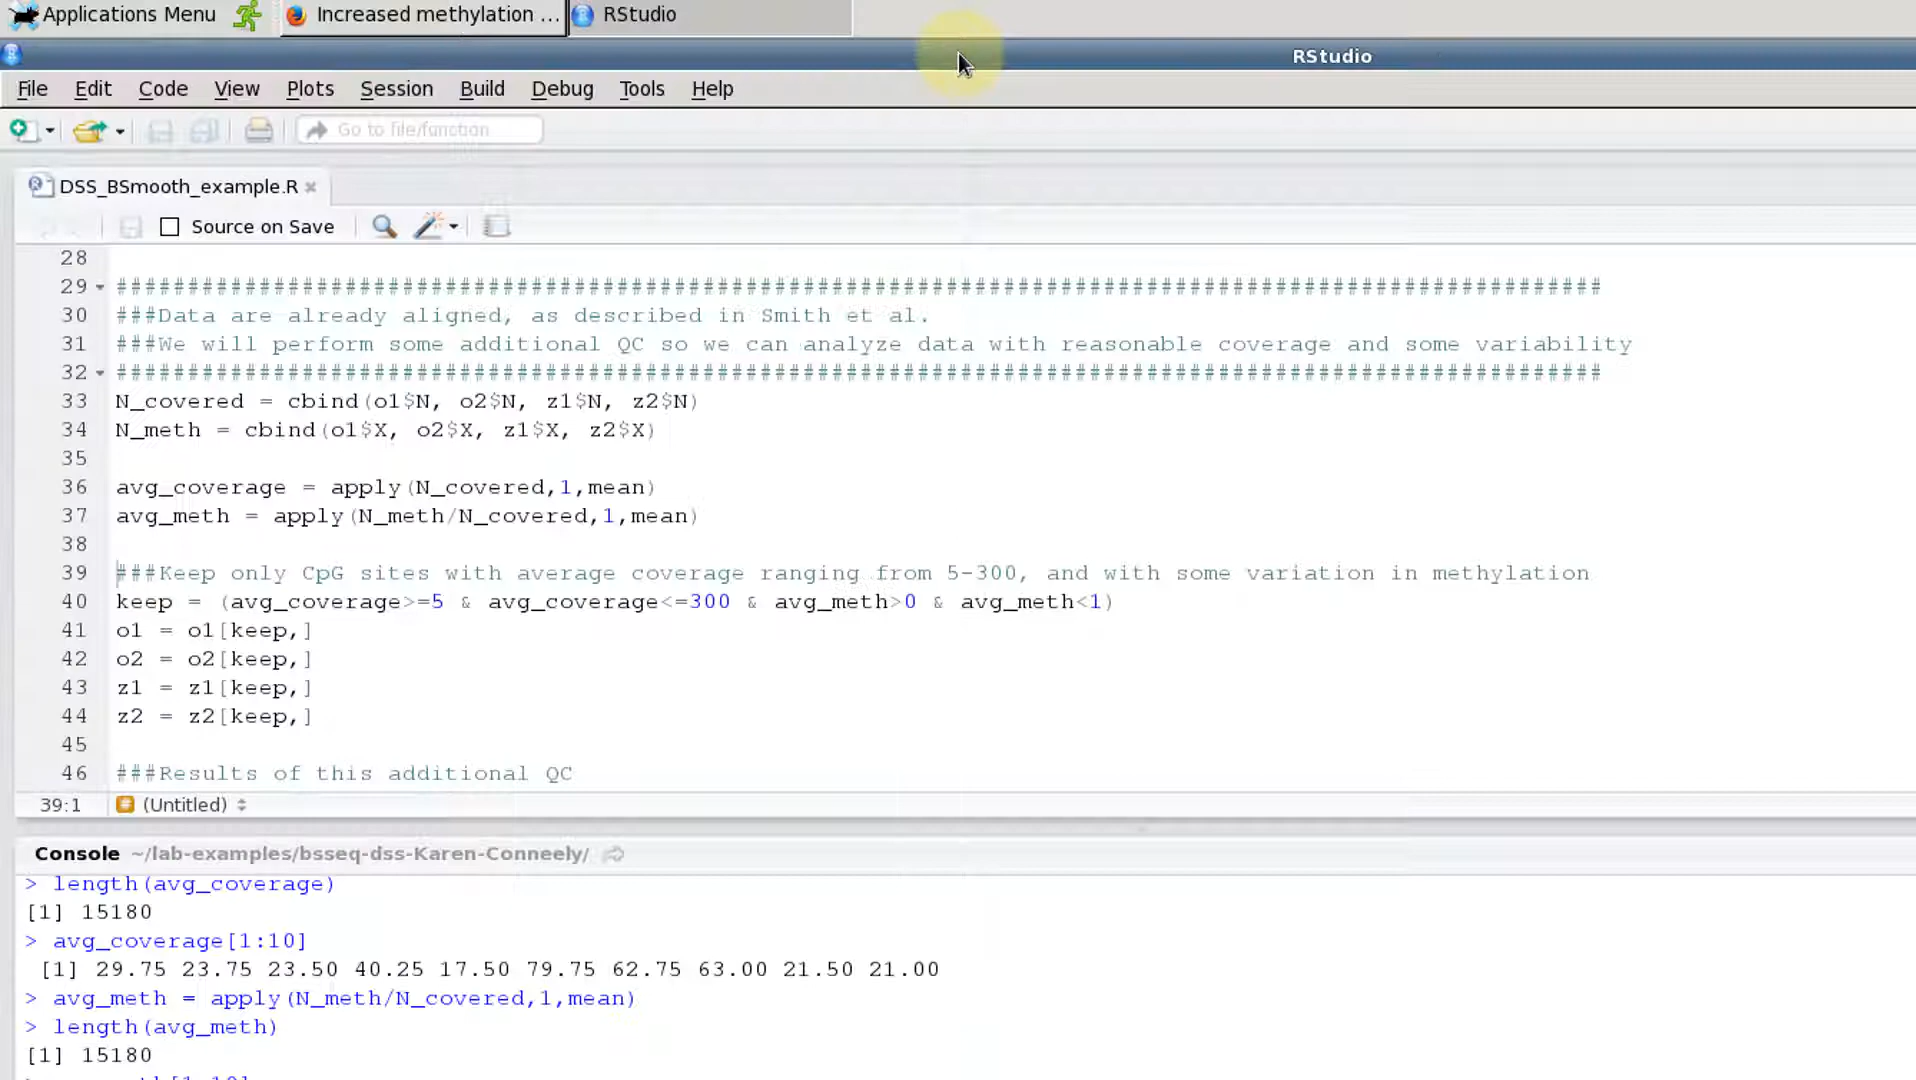 Applications Menu Increased methylation ... RStudio
RStudio
File Edit Code View Plots Session Build Debug Tools Help
Go to file/function
DSS_BSmooth_example.R
Source on Save
28
29 ########################################################################################################
30 ###Data are already aligned, as described in Smith et al.
31 ###We will perform some additional QC so we can analyze data with reasonable coverage and some variability
32 ########################################################################################################
33 N_covered = cbind(o1$N, o2$N, z1$N, z2$N)
34 N_meth = cbind(o1$X, o2$X, z1$X, z2$X)
35
36 avg_coverage = apply(N_covered,1,mean)
37 avg_meth = apply(N_meth/N_covered,1,mean)
38
39 ###Keep only CpG sites with average coverage ranging from 5-300, and with some variation in methylation
40 keep = (avg_coverage>=5 & avg_coverage<=300 & avg_meth>0 & avg_meth<1)
41 o1 = o1[keep,]
42 o2 = o2[keep,]
43 z1 = z1[keep,]
44 z2 = z2[keep,]
45
46 ###Results of this additional QC
39:1 (Untitled)
Console ~/lab-examples/bsseq-dss-Karen-Conneely/
> length(avg_coverage)
[1] 15180
> avg_coverage[1:10]
[1] 29.75 23.75 23.50 40.25 17.50 79.75 62.75 63.00 21.50 21.00
> avg_meth = apply(N_meth/N_covered,1,mean)
> length(avg_meth)
[1] 15180